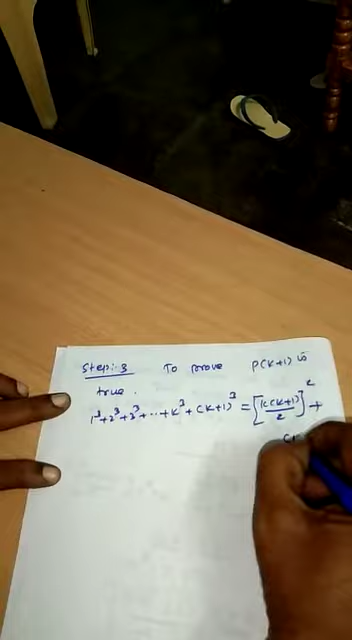 Step:-3 To prove P(k+1) is
true.
1³+2³+3³+...+k³+(k+1)³ = [k(k+1)/2]² +
(k